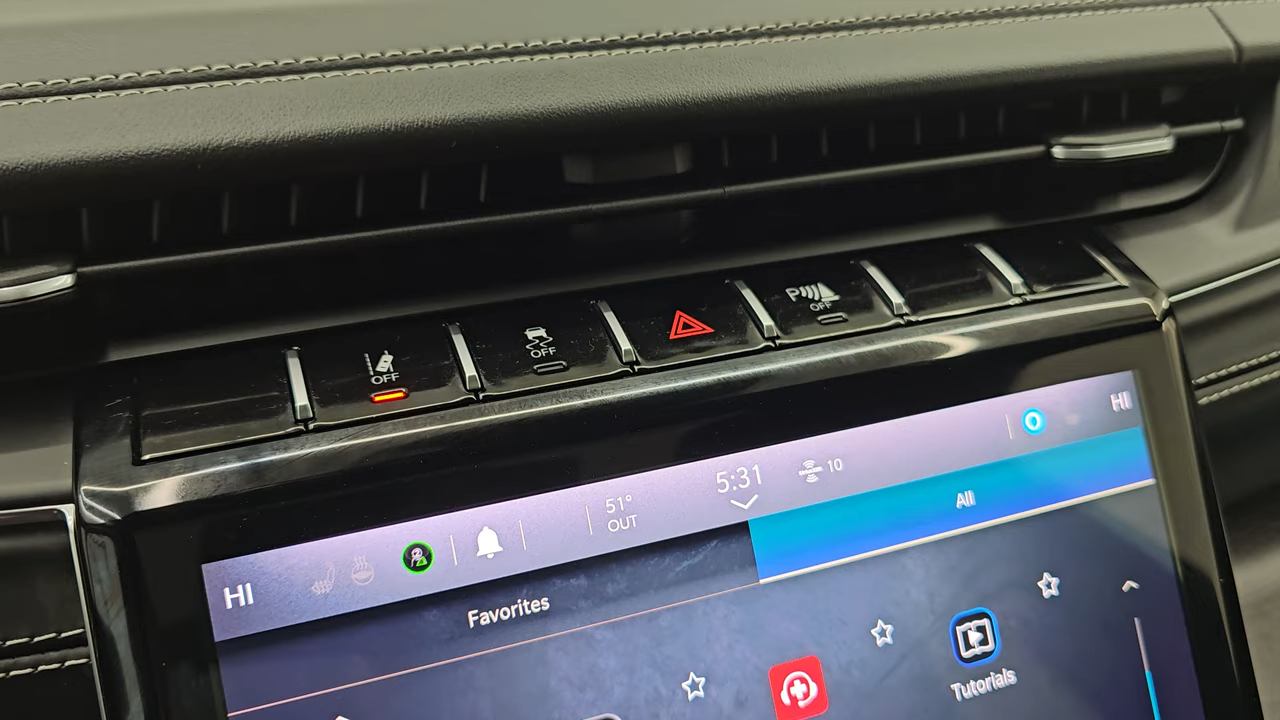 OFF
OFF
P
OFF
HI
51°
OUT
5:31
10
HI
Favorites
All
Tutorials